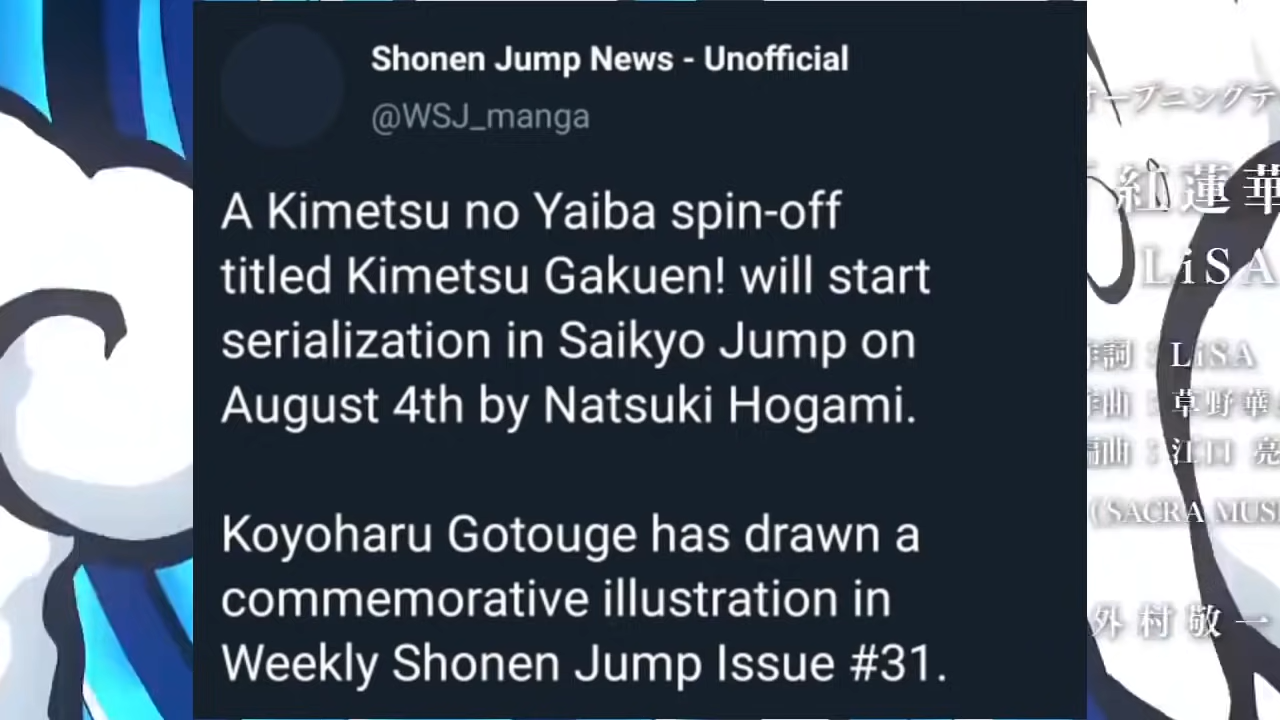 Shonen Jump News - Unofficial
@WSJ_manga
A Kimetsu no Yaiba spin-off
titled Kimetsu Gakuen! will start
serialization in Saikyo Jump on
August 4th by Natsuki Hogami.
Koyoharu Gotouge has drawn a
commemorative illustration in
Weekly Shonen Jump Issue #31.
オープニングテ
紅蓮華
LiSA
作詞：LiSA
作曲：草野華
編曲：江口 亮
(SACRA MUS
外村敬一